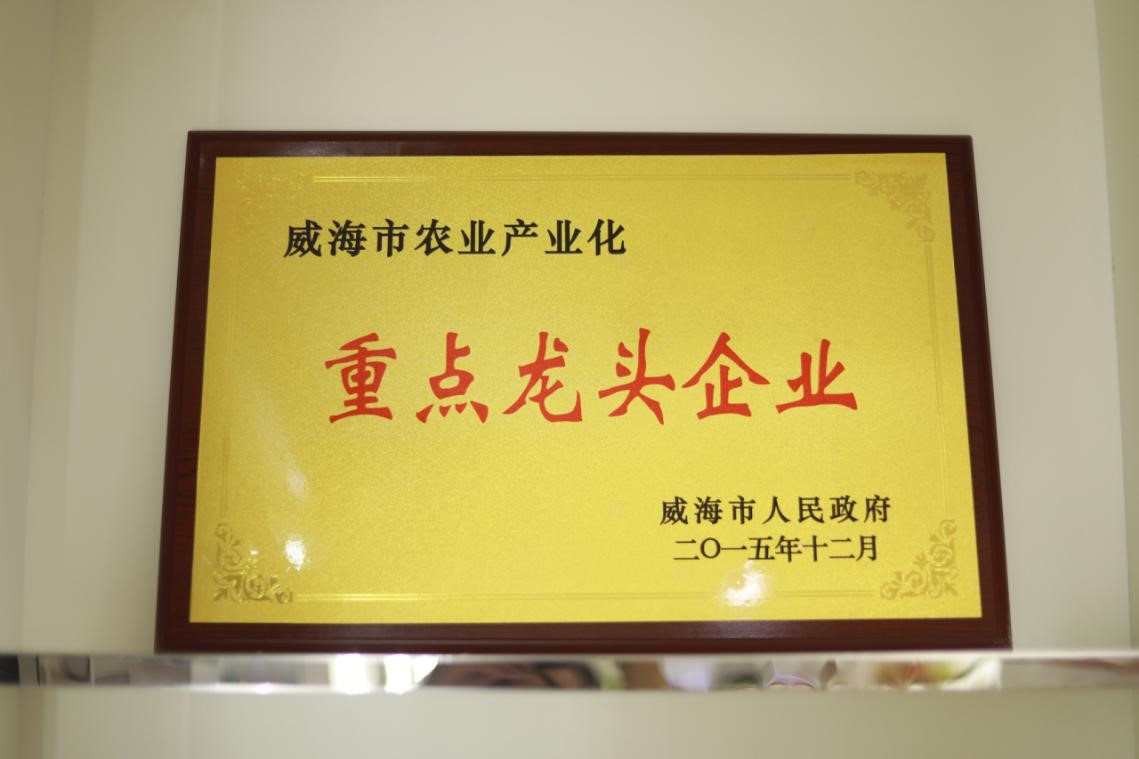 威海市农业产业化
重点龙头企业
威海市人民政府
二〇一五年十二月